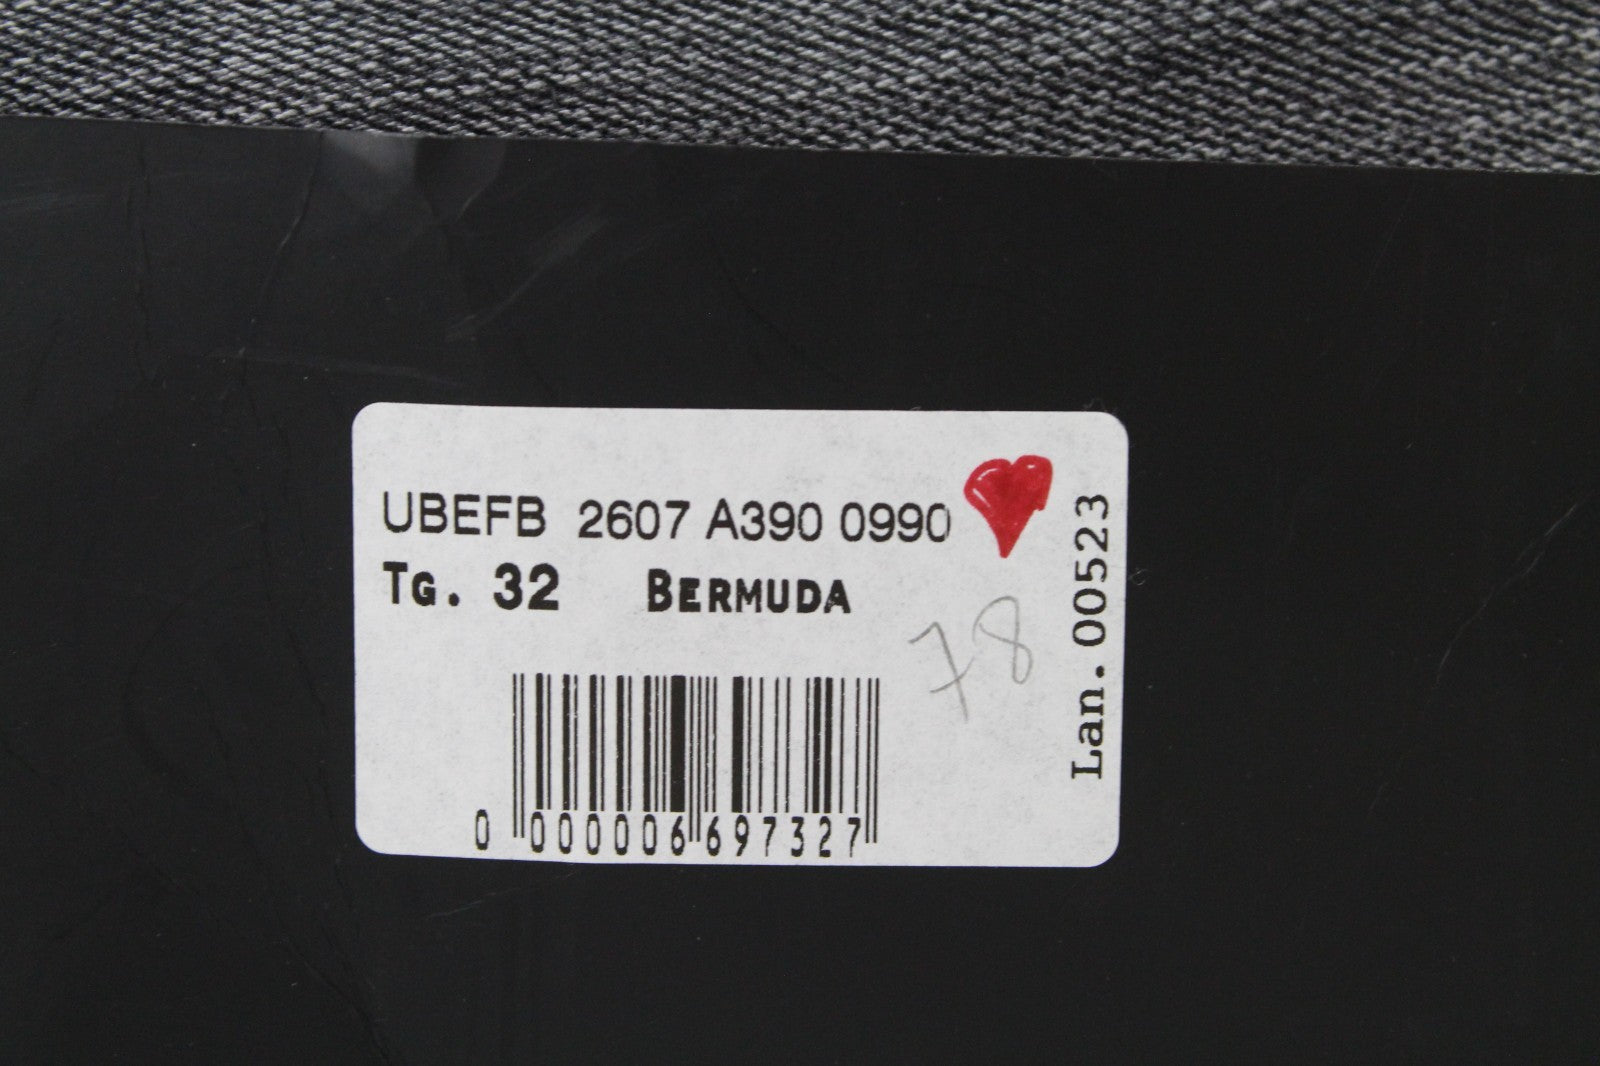 UBEFB 2607 A390 0990
TG. 32 BERMUDA
78
0 000006 697327
Lan. 00523